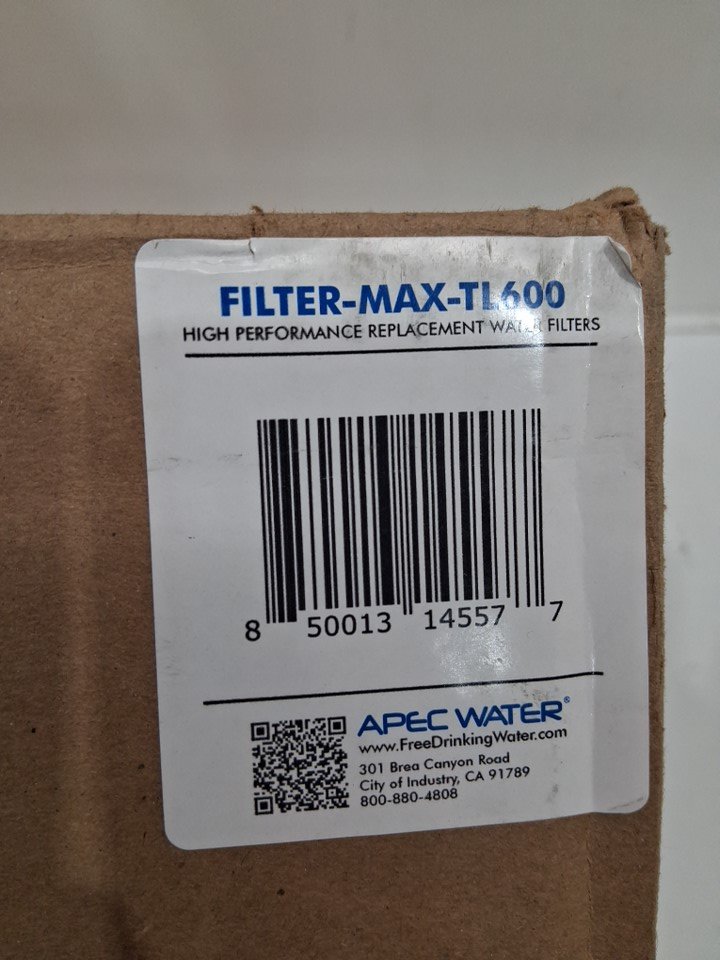 FILTER-MAX-TL600
HIGH PERFORMANCE REPLACEMENT WATER FILTERS
8 50013 14557 7
APEC WATER®
www.FreeDrinkingWater.com
301 Brea Canyon Road
City of Industry, CA 91789
800-880-4808